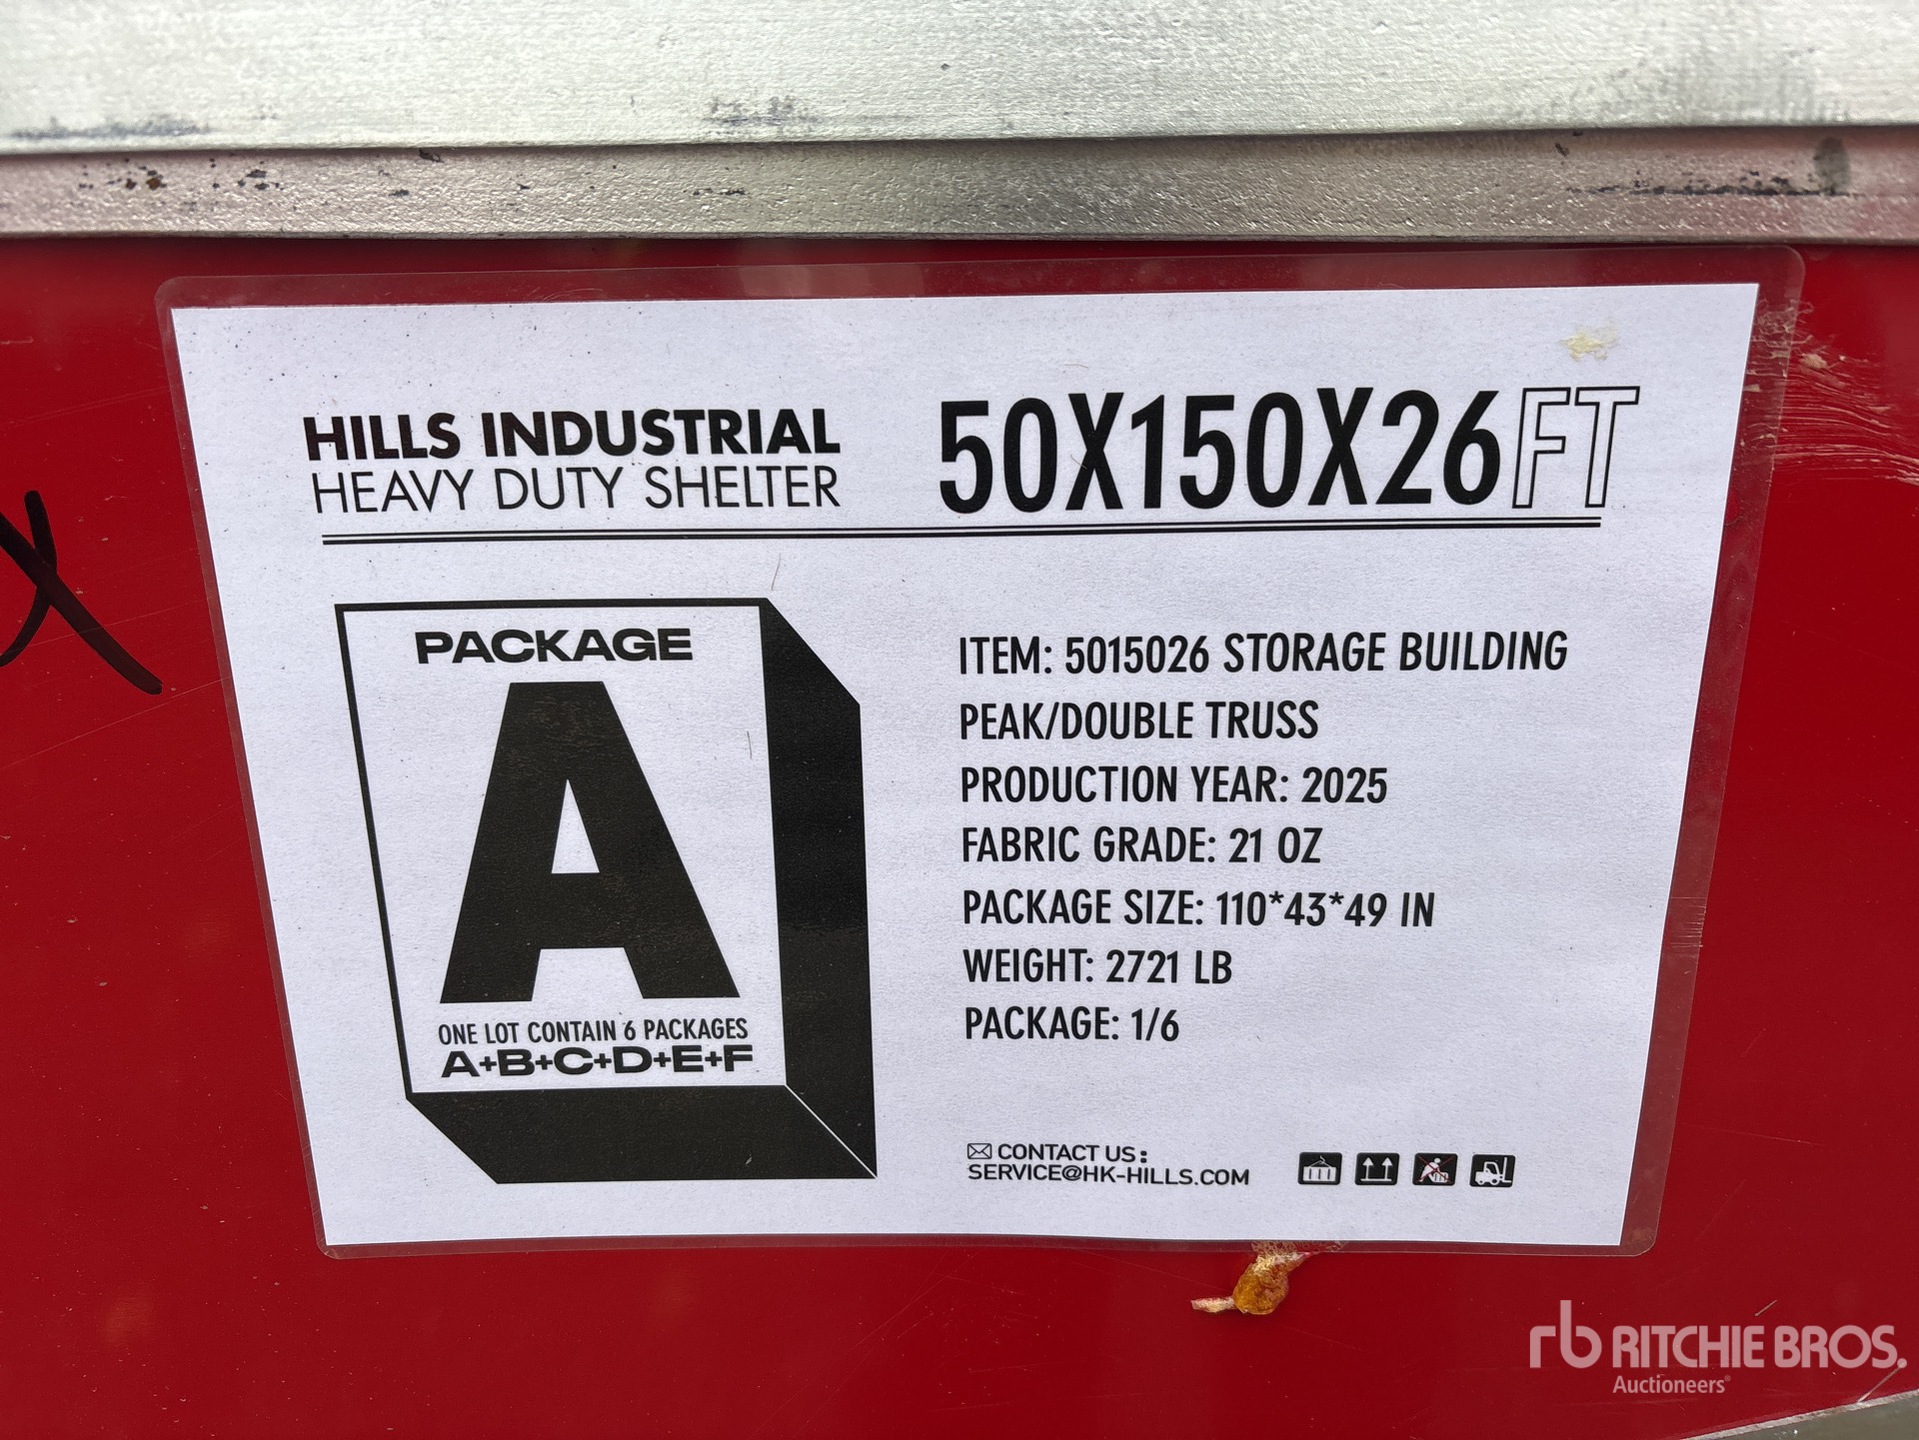 HILLS INDUSTRIAL
HEAVY DUTY SHELTER
50X150X26FT
PACKAGE
A
ONE LOT CONTAIN 6 PACKAGES
A+B+C+D+E+F
ITEM: 5015026 STORAGE BUILDING
PEAK/DOUBLE TRUSS
PRODUCTION YEAR: 2025
FABRIC GRADE: 21 OZ
PACKAGE SIZE: 110*43*49 IN
WEIGHT: 2721 LB
PACKAGE: 1/6
CONTACT US:
SERVICE@HK-HILLS.COM
X
rb RITCHIE BROS.
Auctioneers®